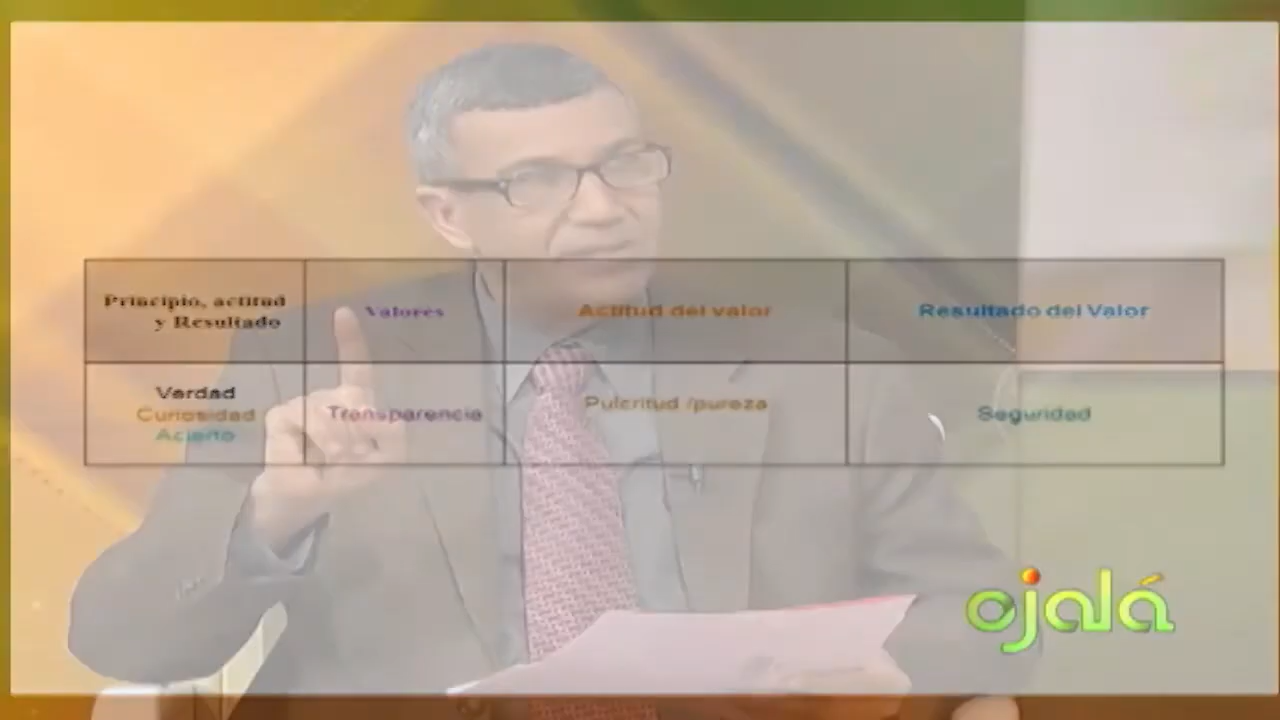 Principio, actitud
y Resultado
Valores
Actitud del valor
Resultado del Valor
Verdad
Curiosidad
Acierto
Transparencia
Pulcritud /pureza
Seguridad
ojalá